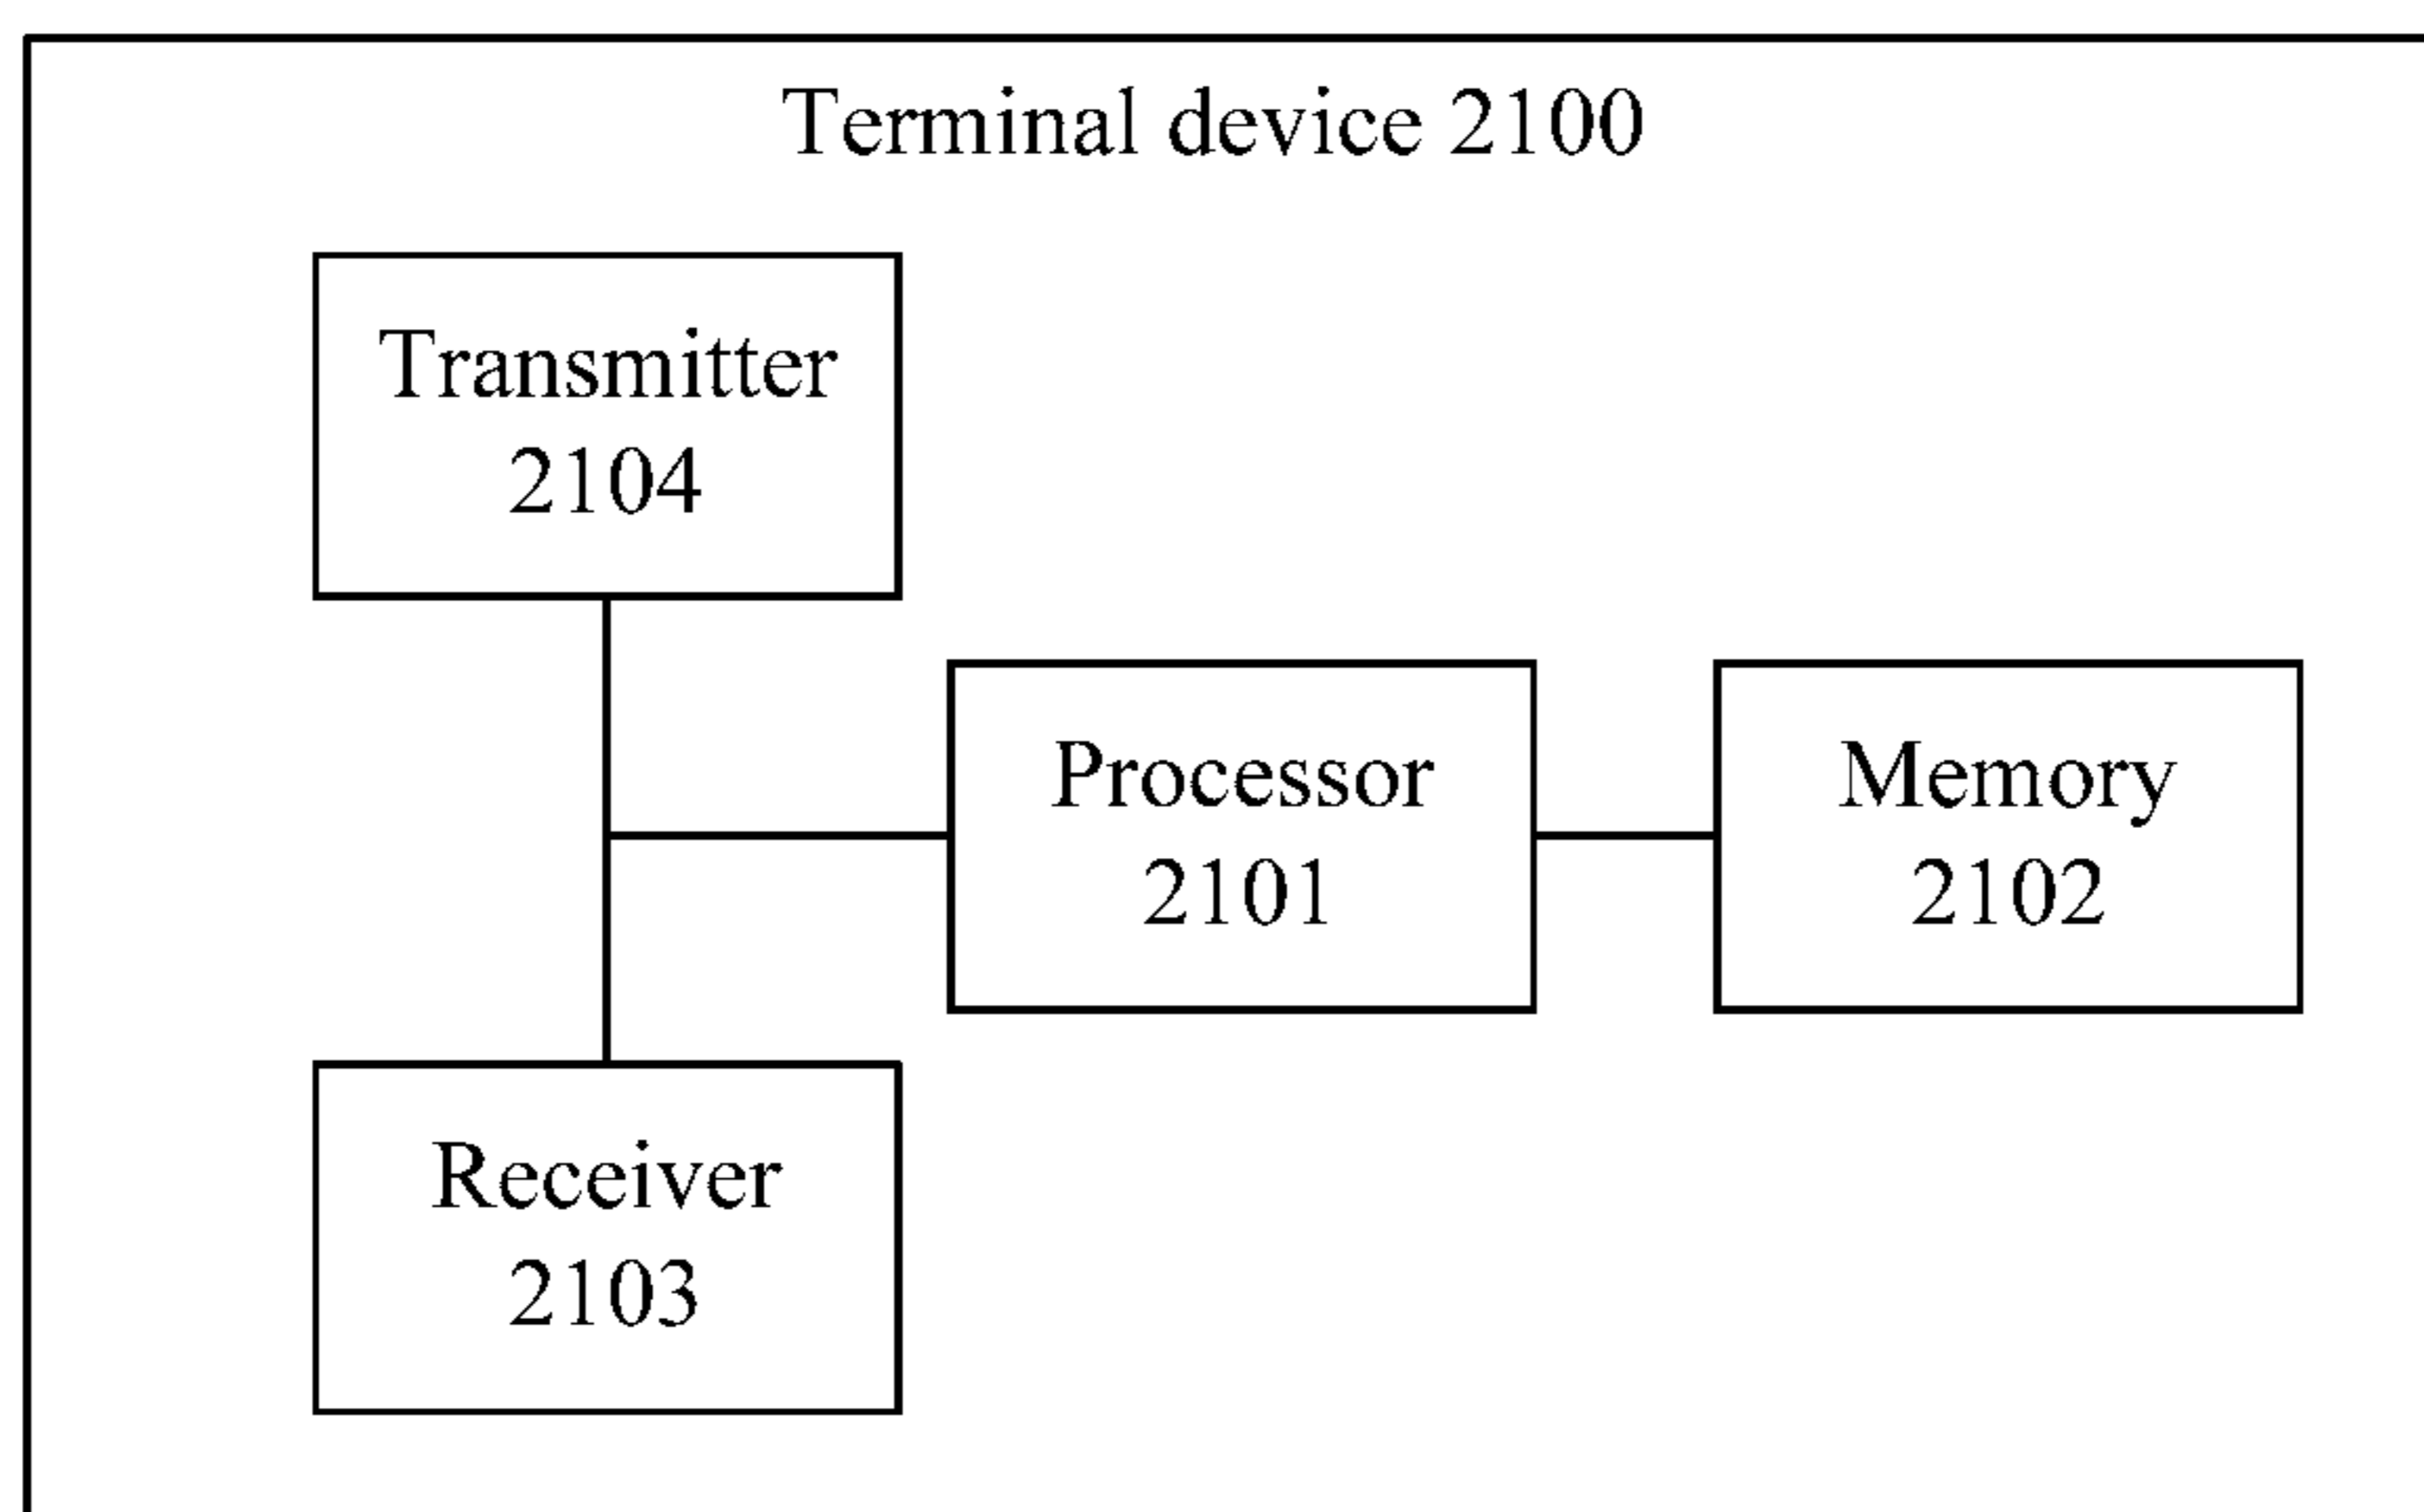 Terminal device 2100
Transmitter
2104
Processor
2101
Memory
2102
Receiver
2103